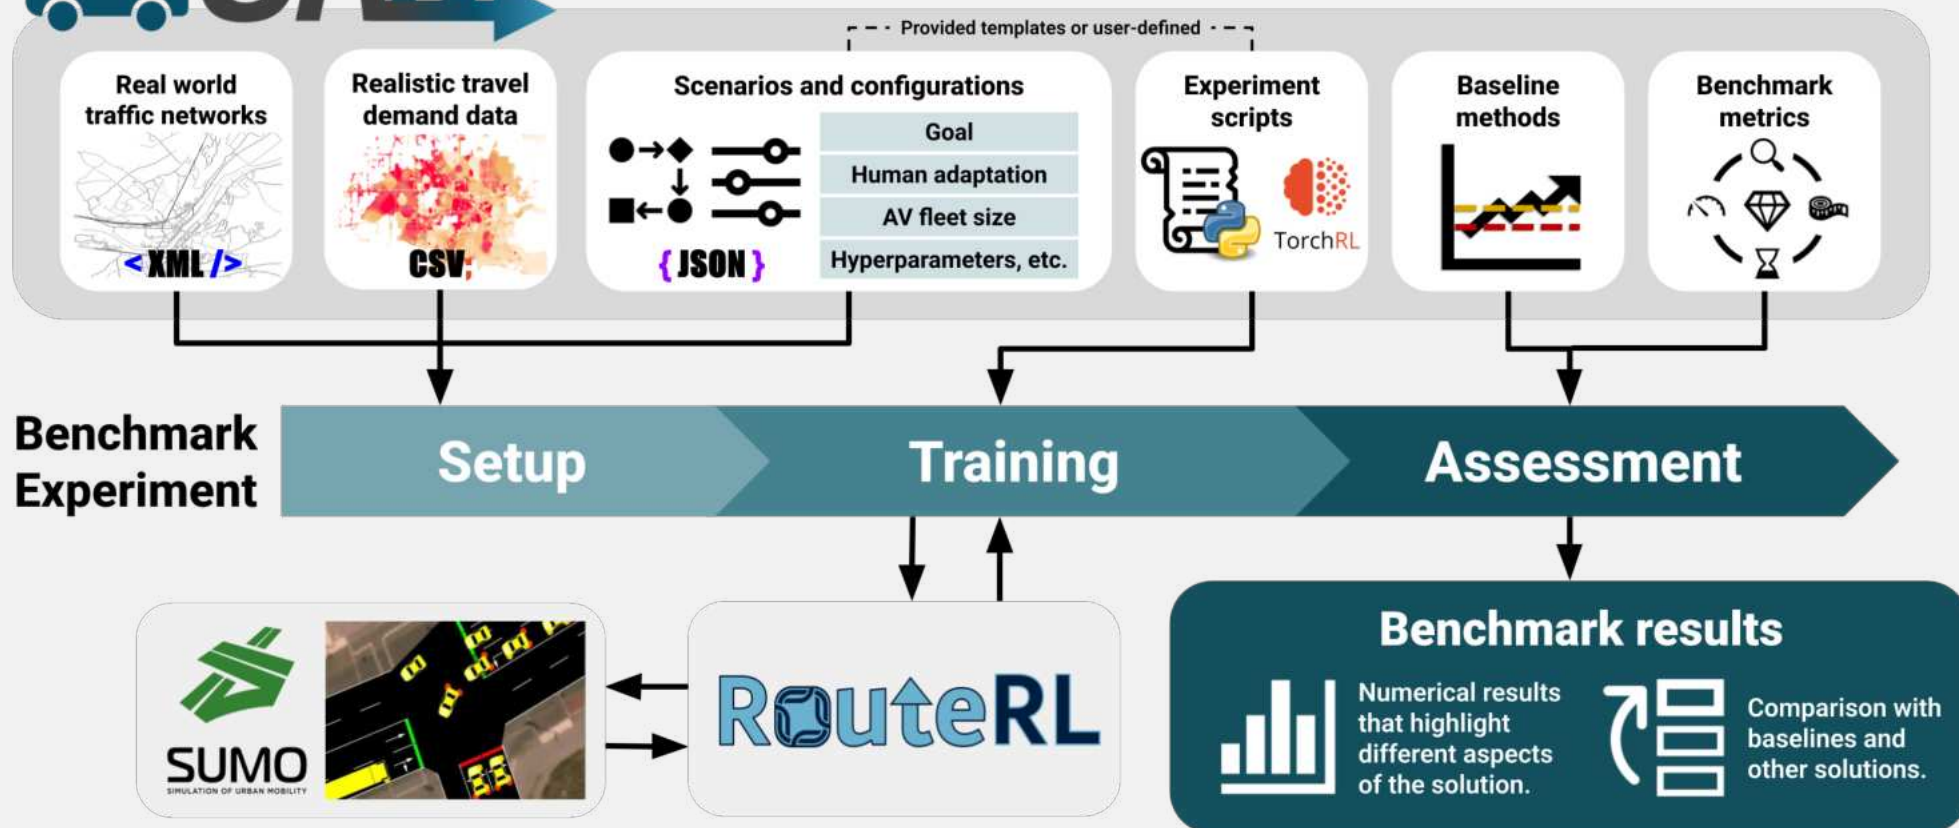 Provided templates or user-defined
Real world
traffic networks
<XML/>
Realistic travel
demand data
CSV;
Scenarios and configurations
{ JSON }
Goal
Human adaptation
AV fleet size
Hyperparameters, etc.
Experiment
scripts
TorchRL
Baseline
methods
Benchmark
metrics
Benchmark
Experiment
Setup
Training
Assessment
SUMO
SIMULATION OF URBAN MOBILITY
RouteRL
Benchmark results
Numerical results
that highlight
different aspects
of the solution.
Comparison with
baselines and
other solutions.